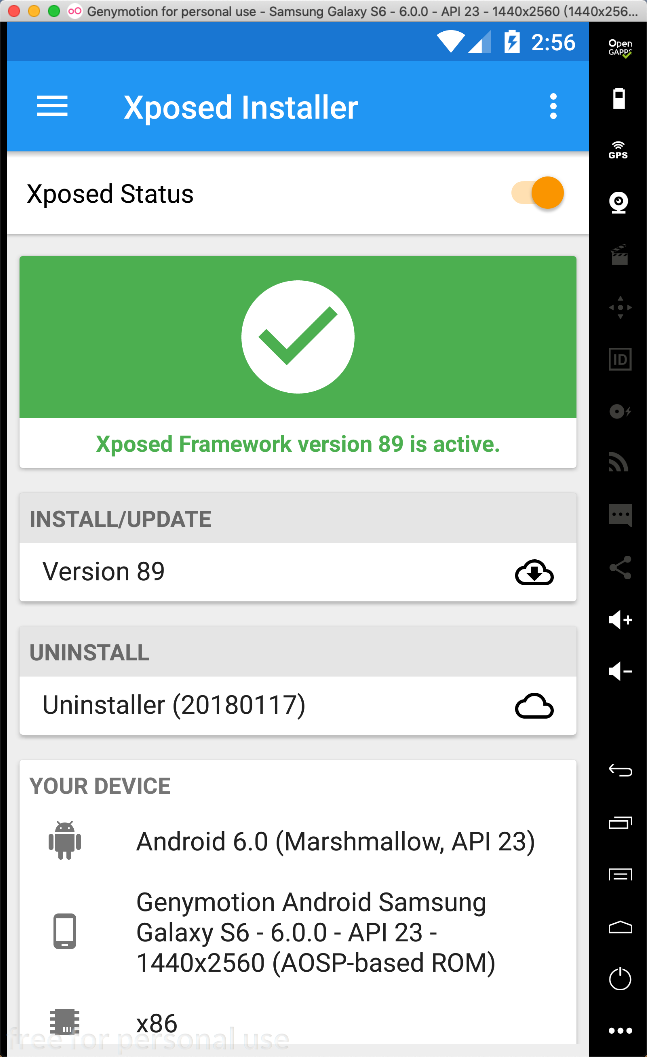 Genymotion for personal use - Samsung Galaxy S6 - 6.0.0 - API 23 - 1440x2560 (1440x256...
2:56
Open
GAPPS
Xposed Installer
GPS
Xposed Status
ID
Xposed Framework version 89 is active.
INSTALL/UPDATE
Version 89
UNINSTALL
Uninstaller (20180117)
YOUR DEVICE
Android 6.0 (Marshmallow, API 23)
Genymotion Android Samsung
Galaxy S6 - 6.0.0 - API 23 -
1440x2560 (AOSP-based ROM)
x86
free for personal use